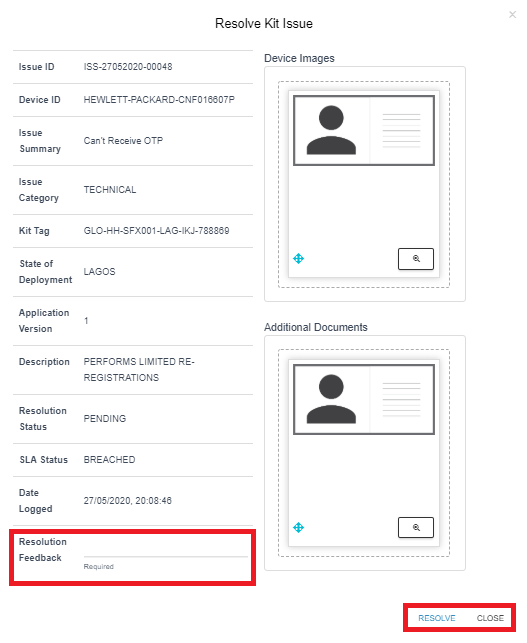 Resolve Kit Issue
×
Issue ID ISS-27052020-00048
Device ID HEWLETT-PACKARD-CNF016607P
Issue
Summary
Can't Receive OTP
Issue
Category
TECHNICAL
Kit Tag GLO-HH-SFX001-LAG-IKJ-788869
State of
Deployment
LAGOS
Application
Version
1
Description PERFORMS LIMITED RE-
REGISTRATIONS
Resolution
Status
PENDING
SLA Status BREACHED
Date
Logged
27/05/2020, 20:08:46
Resolution
Feedback
Required
Device Images
Additional Documents
RESOLVE CLOSE